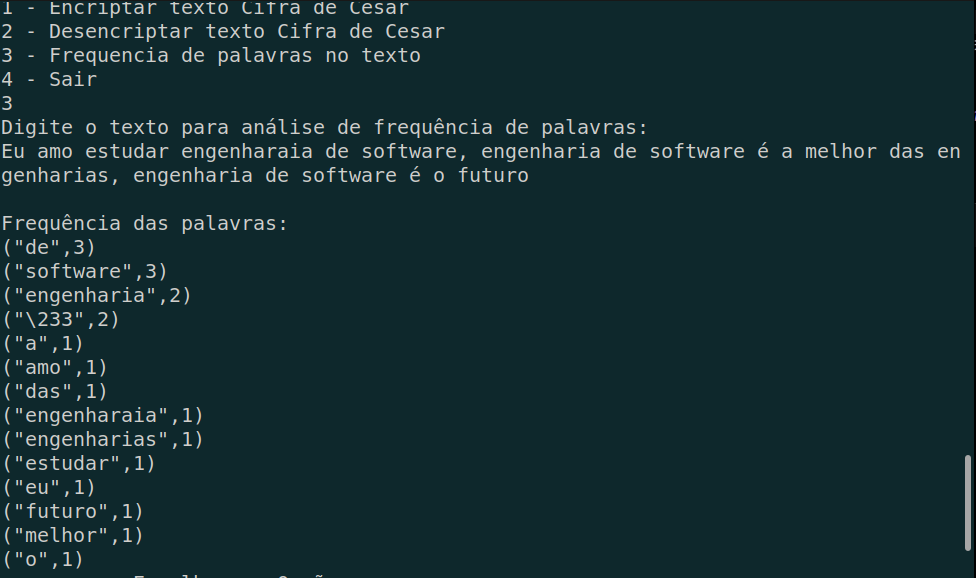 1 - Encriptar texto Cifra de Cesar
2 - Desencriptar texto Cifra de Cesar
3 - Frequencia de palavras no texto
4 - Sair
3
Digite o texto para análise de frequência de palavras:
Eu amo estudar engenharaia de software, engenharia de software é a melhor das en
genharias, engenharia de software é o futuro
Frequência das palavras:
("de",3)
("software",3)
("engenharia",2)
("\233",2)
("a",1)
("amo",1)
("das",1)
("engenharaia",1)
("engenharias",1)
("estudar",1)
("eu",1)
("futuro",1)
("melhor",1)
("o",1)